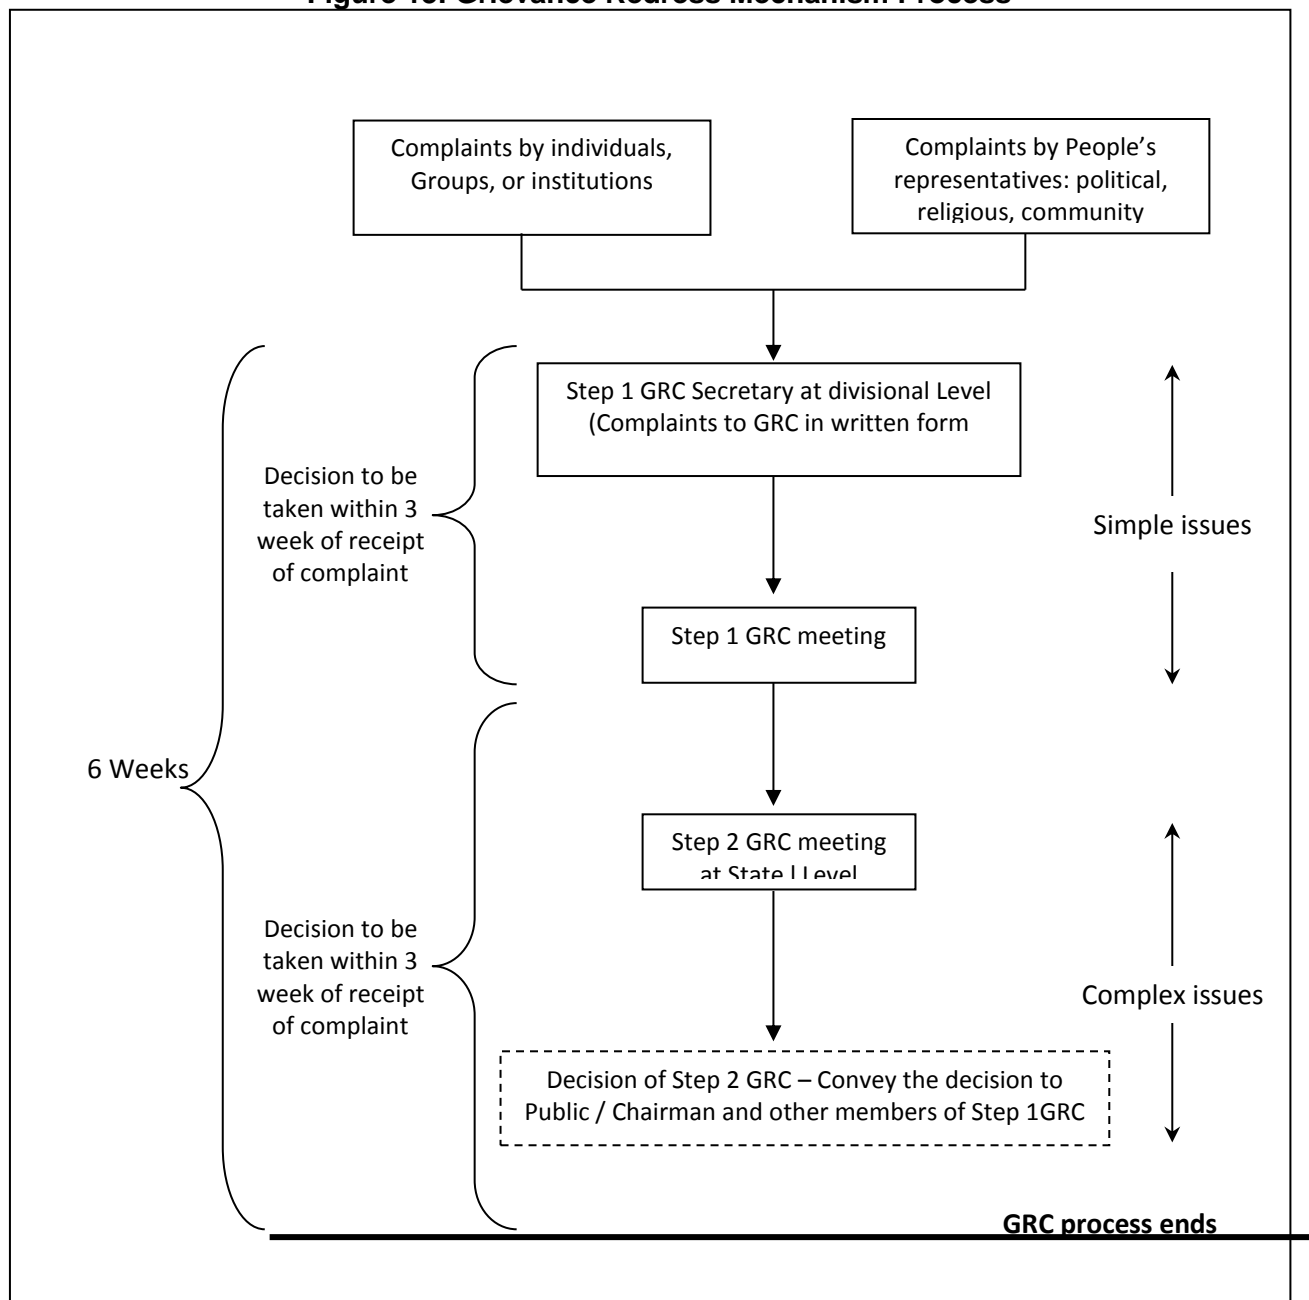 Figure 15: Grievance Redress Mechanism Process
Complaints by individuals,
Groups, or institutions
Complaints by People's
representatives: political,
religious, community
Step 1 GRC Secretary at divisional Level
(Complaints to GRC in written form
Decision to be
taken within 3
week of receipt
of complaint
Simple issues
Step 1 GRC meeting
6 Weeks
Step 2 GRC meeting
at State l Level
Decision to be
taken within 3
week of receipt
of complaint
Complex issues
Decision of Step 2 GRC – Convey the decision to
Public / Chairman and other members of Step 1GRC
GRC process ends